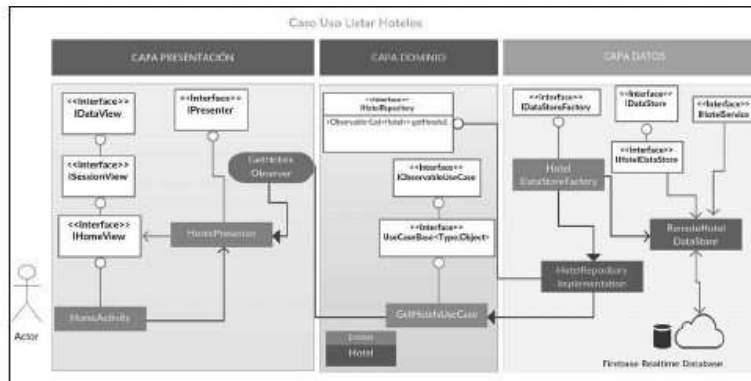 Caso Uso Listar Hoteles
CAPA PRESENTACIÓN
CAPA DOMINIO
CAPA DATOS
<<Interface>>
IDataView
<<Interface>>
IPresenter
<<Interface>>
ISessionView
GetHotels
Observer
<<Interface>>
IHomeView
HomePresenter
HomeActivity
Actor
<<Interface>>
IHotelRepository
<<Interface>>
IObservableUseCase
<<Interface>>
UseCaseBase<Type,Object>
GetHotelsUseCase
Hotel
<<Interface>>
IDataStoreFactory
<<Interface>>
IDataStore
<<Interface>>
IHotelService
<<Interface>>
IHotelDataStore
Hotel
DataStoreFactory
RemoteHotel
DataStore
HotelRepository
Implementation
Firebase Realtime Database